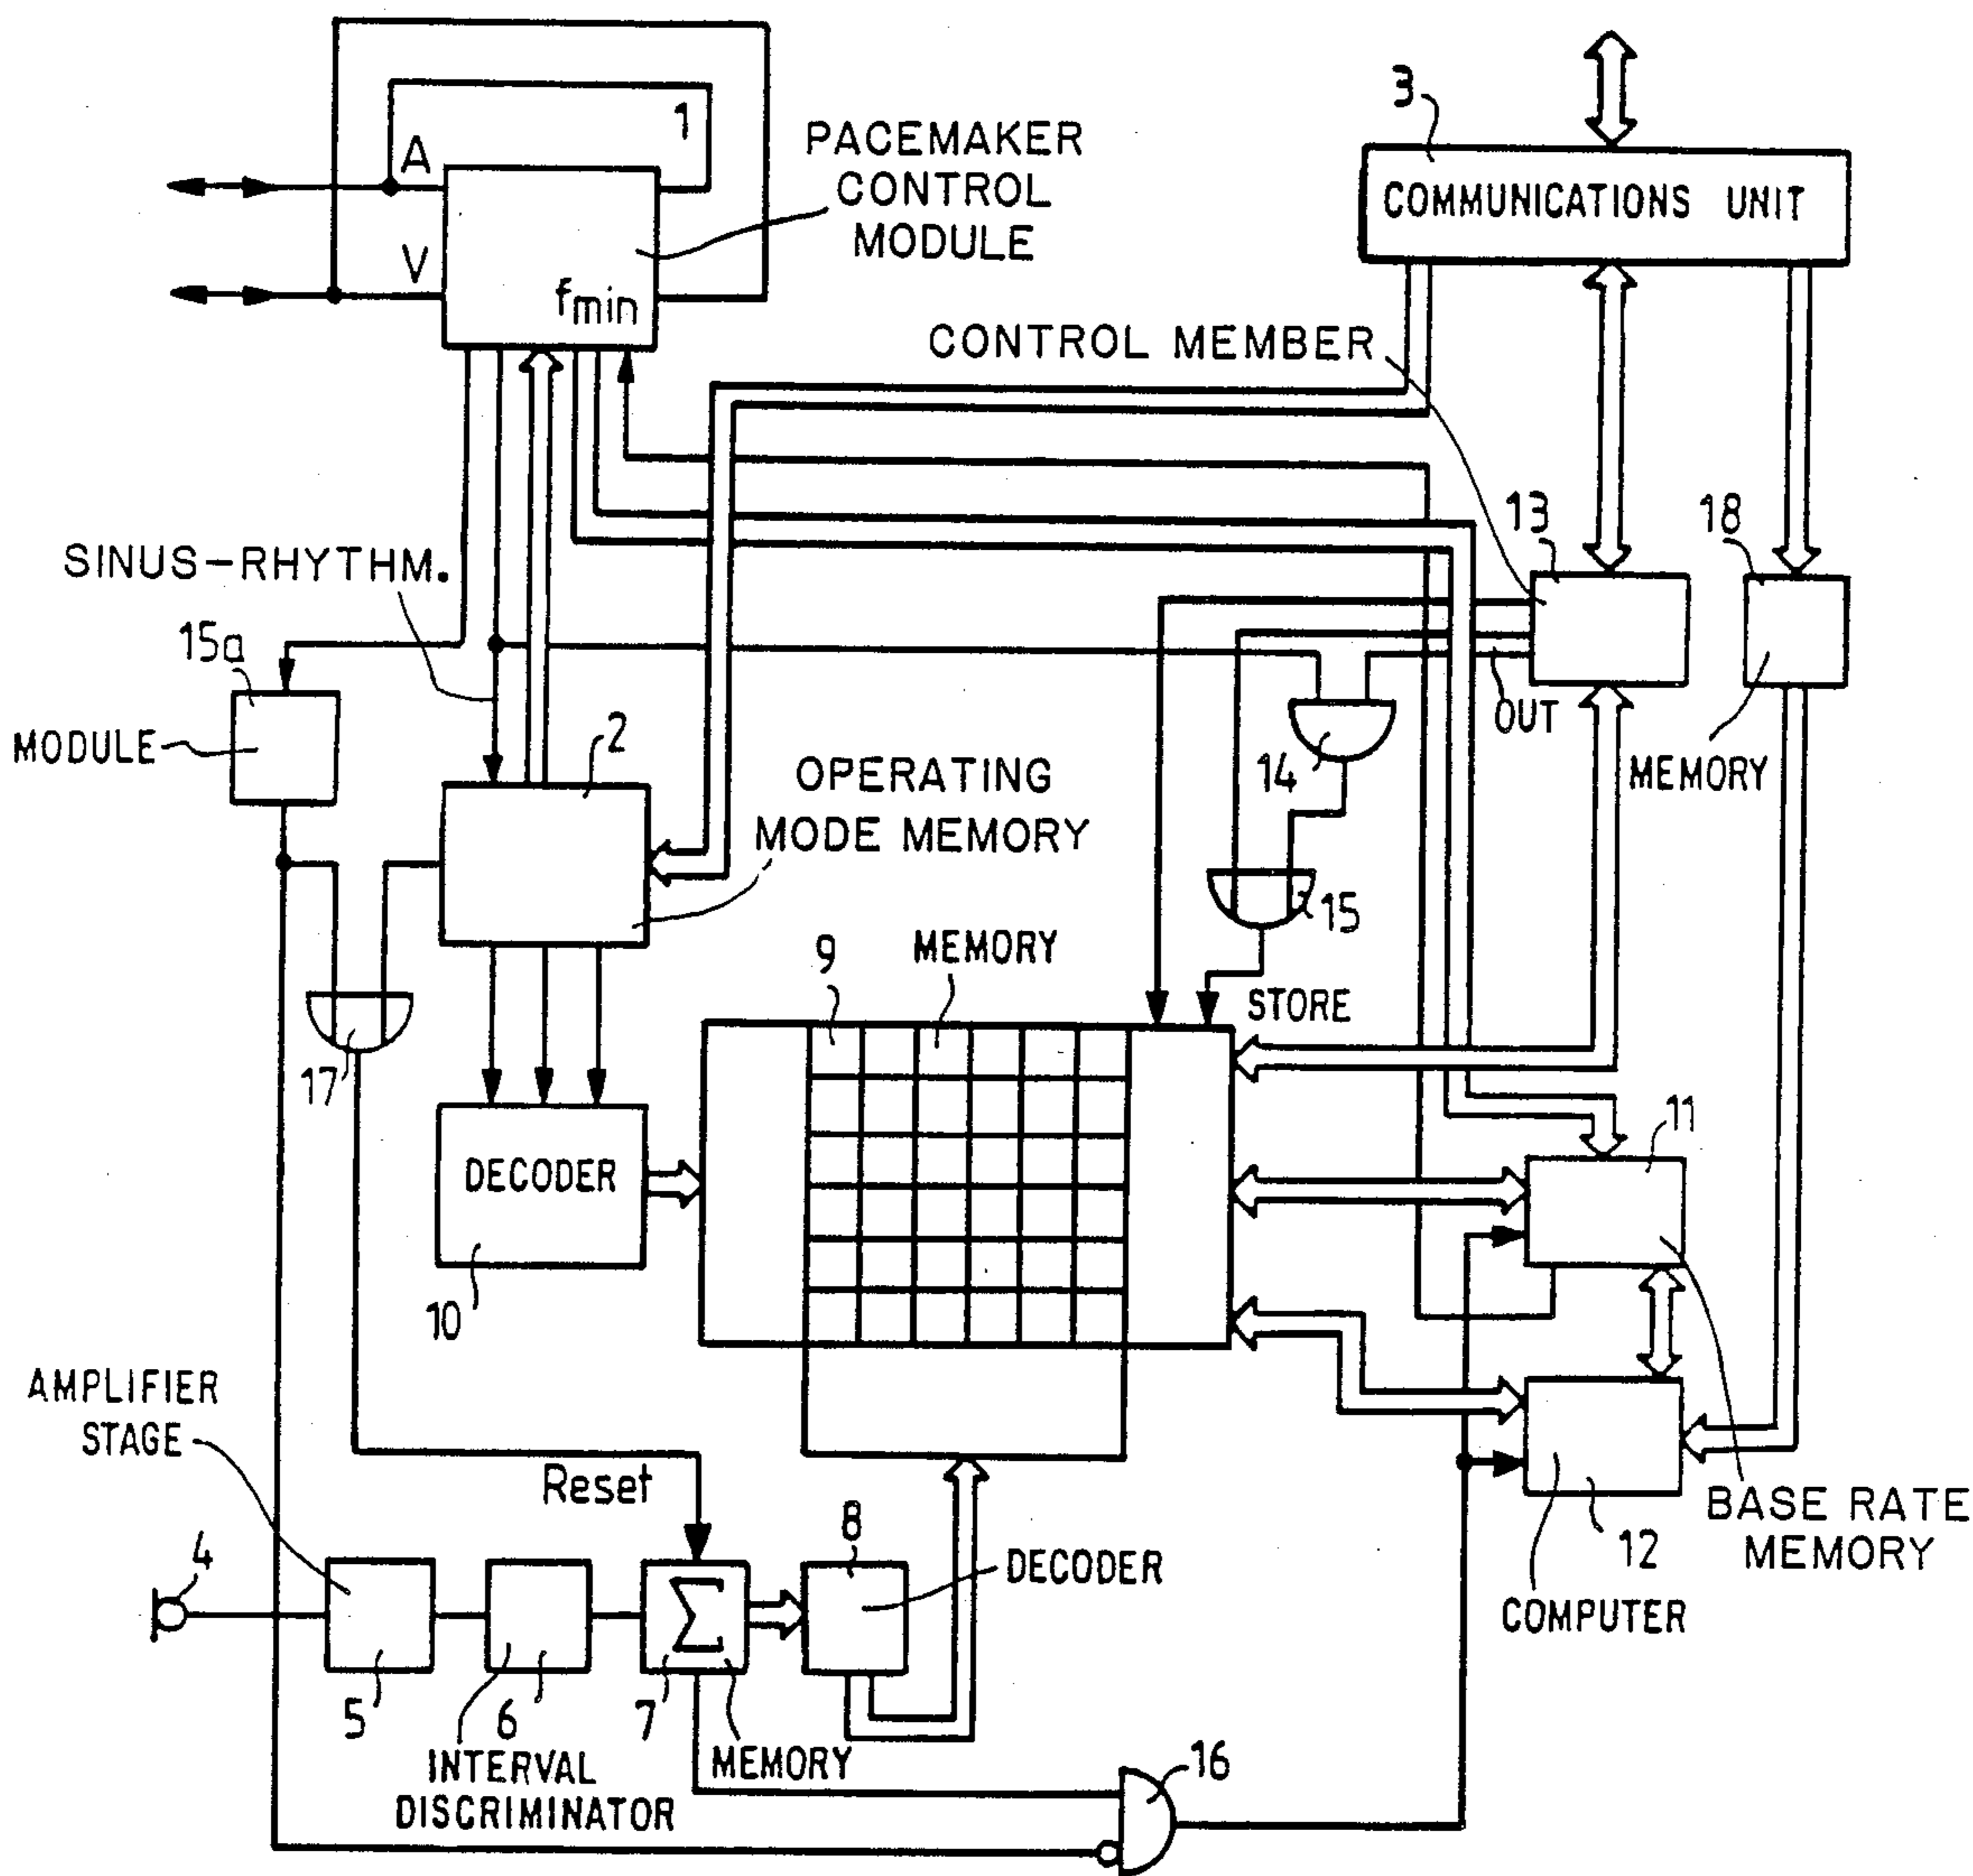 1
A
V
fmin
PACEMAKER
CONTROL
MODULE
3
COMMUNICATIONS UNIT
CONTROL MEMBER
SINUS-RHYTHM.
13
18
15a
MODULE
OUT
MEMORY
14
2
OPERATING
MODE MEMORY
15
9
MEMORY
STORE
17
DECODER
10
11
AMPLIFIER
STAGE
Reset
BASE RATE
MEMORY
12
COMPUTER
4
8
DECODER
Σ
5
6
7
MEMORY
INTERVAL
DISCRIMINATOR
16